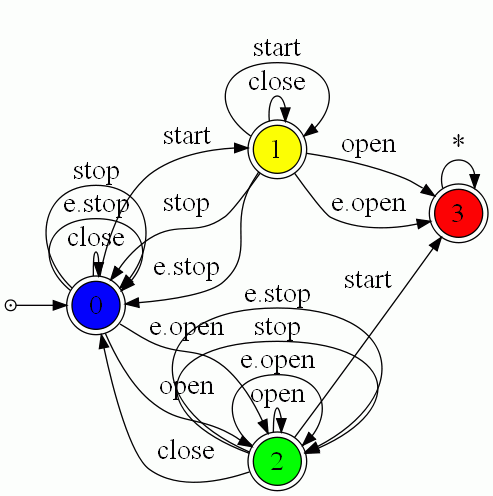 start
close
1
open
*
start
stop
e.open
3
stop
e.stop
close
e.stop
0
start
e.stop
e.open
stop
e.open
open
open
close
2